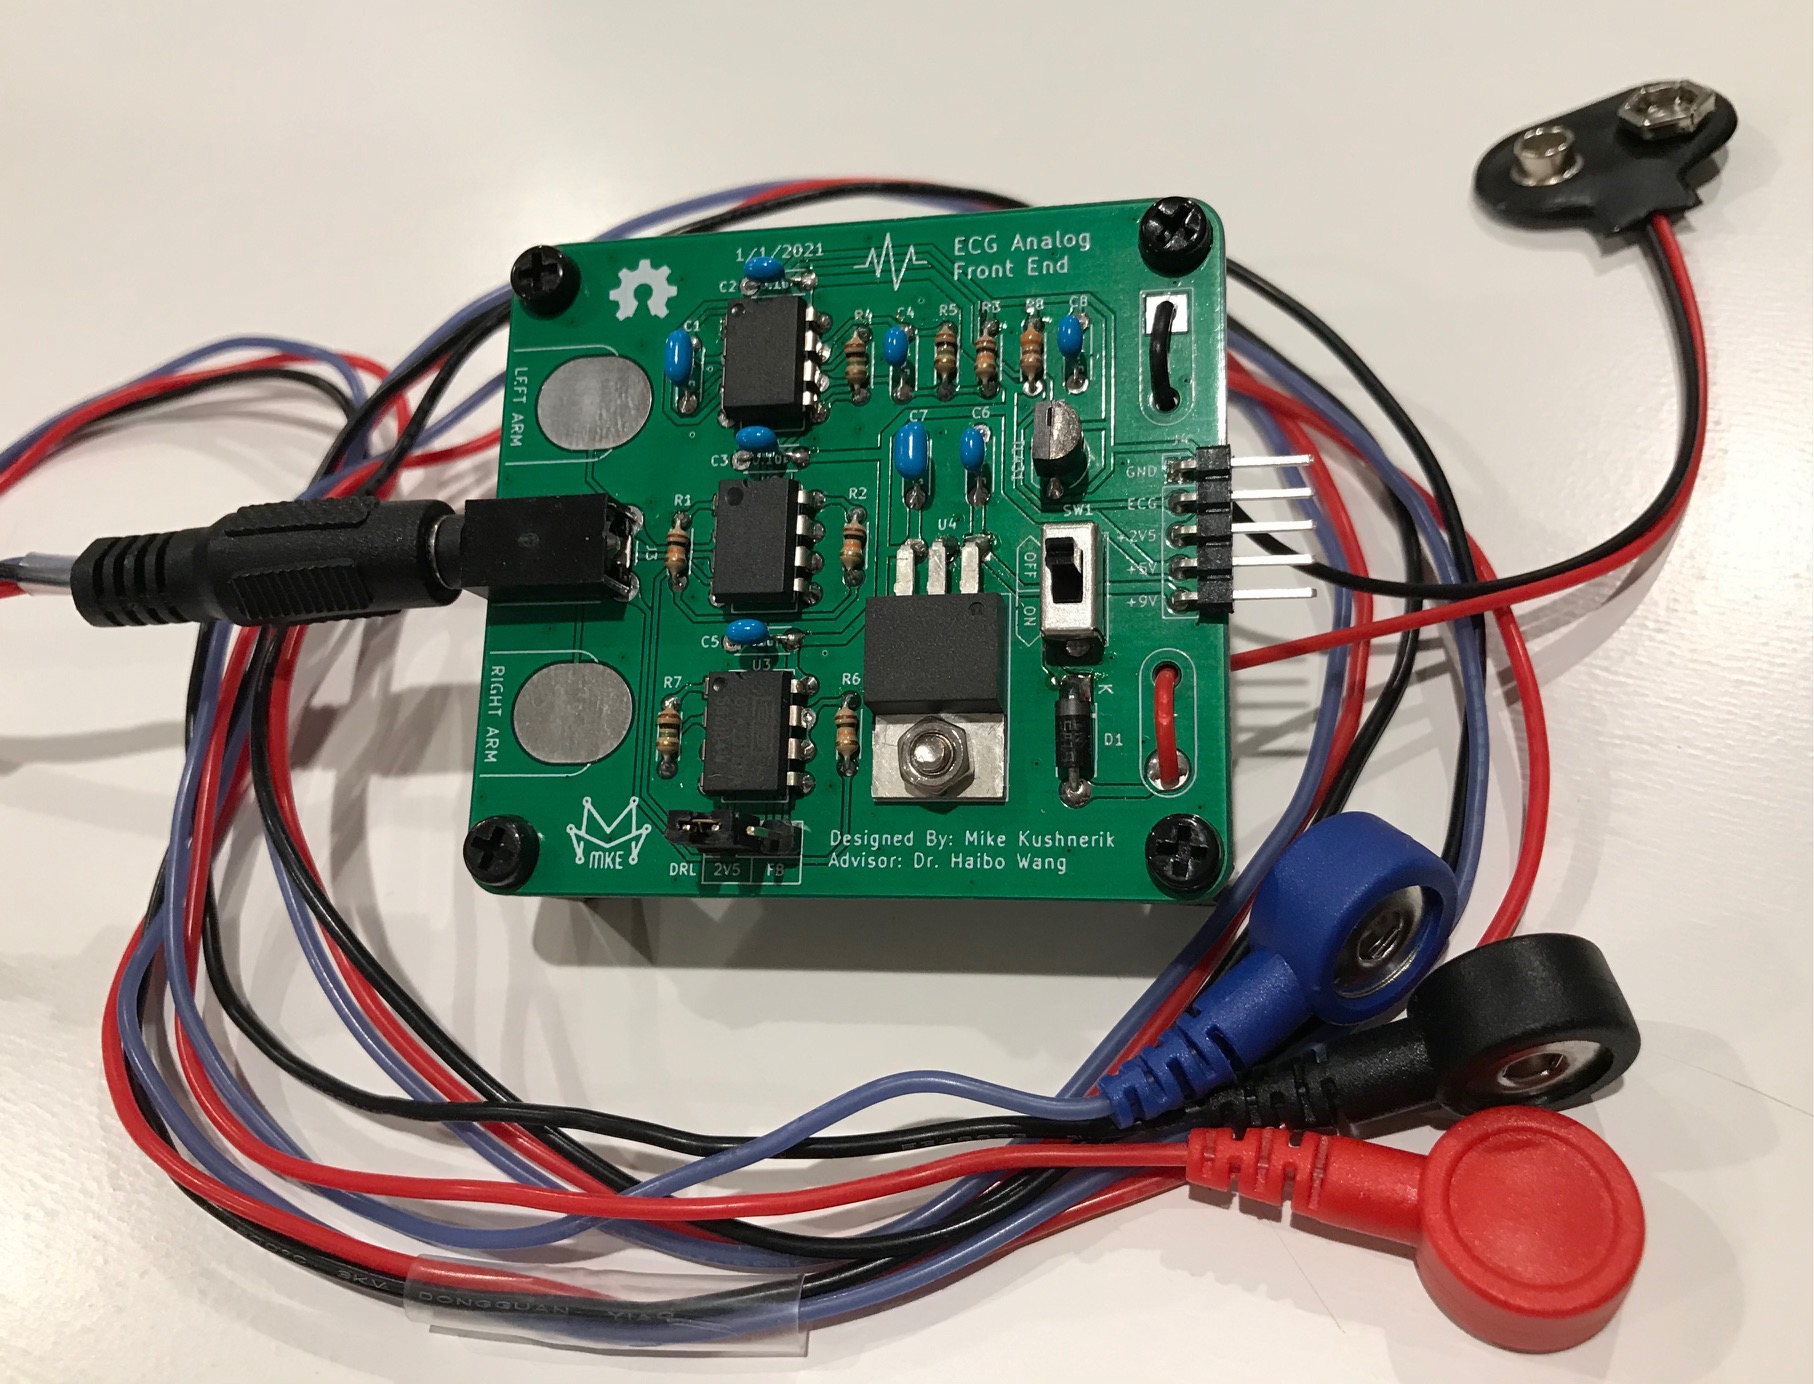 1/1/2021
ECG Analog
Front End
C2
C1
R4
C4
R5
R3
R8
C8
LEFT ARM
C7
C6
C3
GND
ECG
+2V5
+5V
+9V
R1
R2
J3
U4
SW1
OFF
ON
C5
U3
RIGHT ARM
R7
R6
K
D1
MKE
DRL
2V5
FB
Designed By: Mike Kushnerik
Advisor: Dr. Haibo Wang
3KV
DONGGUAN